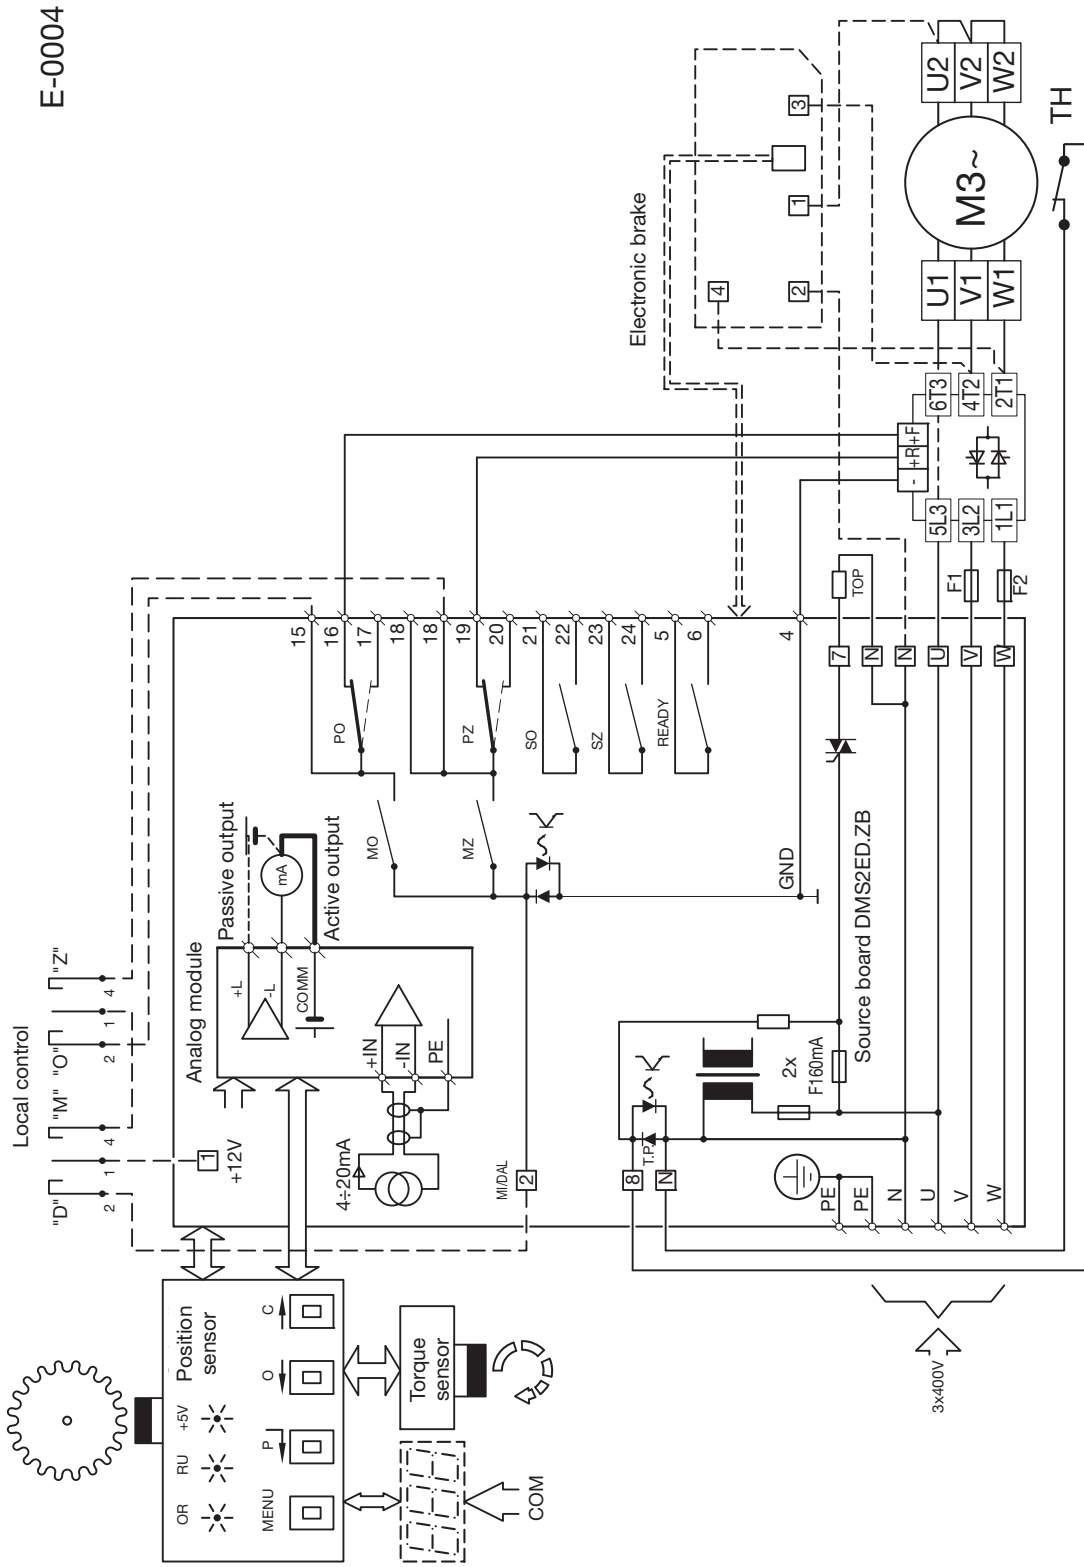 E-0004
Local control
"D"
"M"
"O"
"Z"
2
1
4
2
1
4
Position
sensor
OR
RU
+5V
MENU
P
O
C
Torque
sensor
COM
Analog module
Passive output
Active output
+L
-L
COMM
mA
+IN
-IN
PE
4÷20mA
1
+12V
MI/DAL
2
MO
MZ
PO
PZ
SO
SZ
READY
15
16
17
18
18
19
20
21
22
23
24
5
6
4
GND
Electronic brake
4
2
1
3
Source board DMS2ED.ZB
2x
F160mA
T.P.
8
N
7
N
N
U
V
W
TOP
F1
F2
PE
PE
N
U
V
W
3x400V
- +R +F
5L3
3L2
1L1
6T3
4T2
2T1
U1
V1
W1
M3~
U2
V2
W2
TH